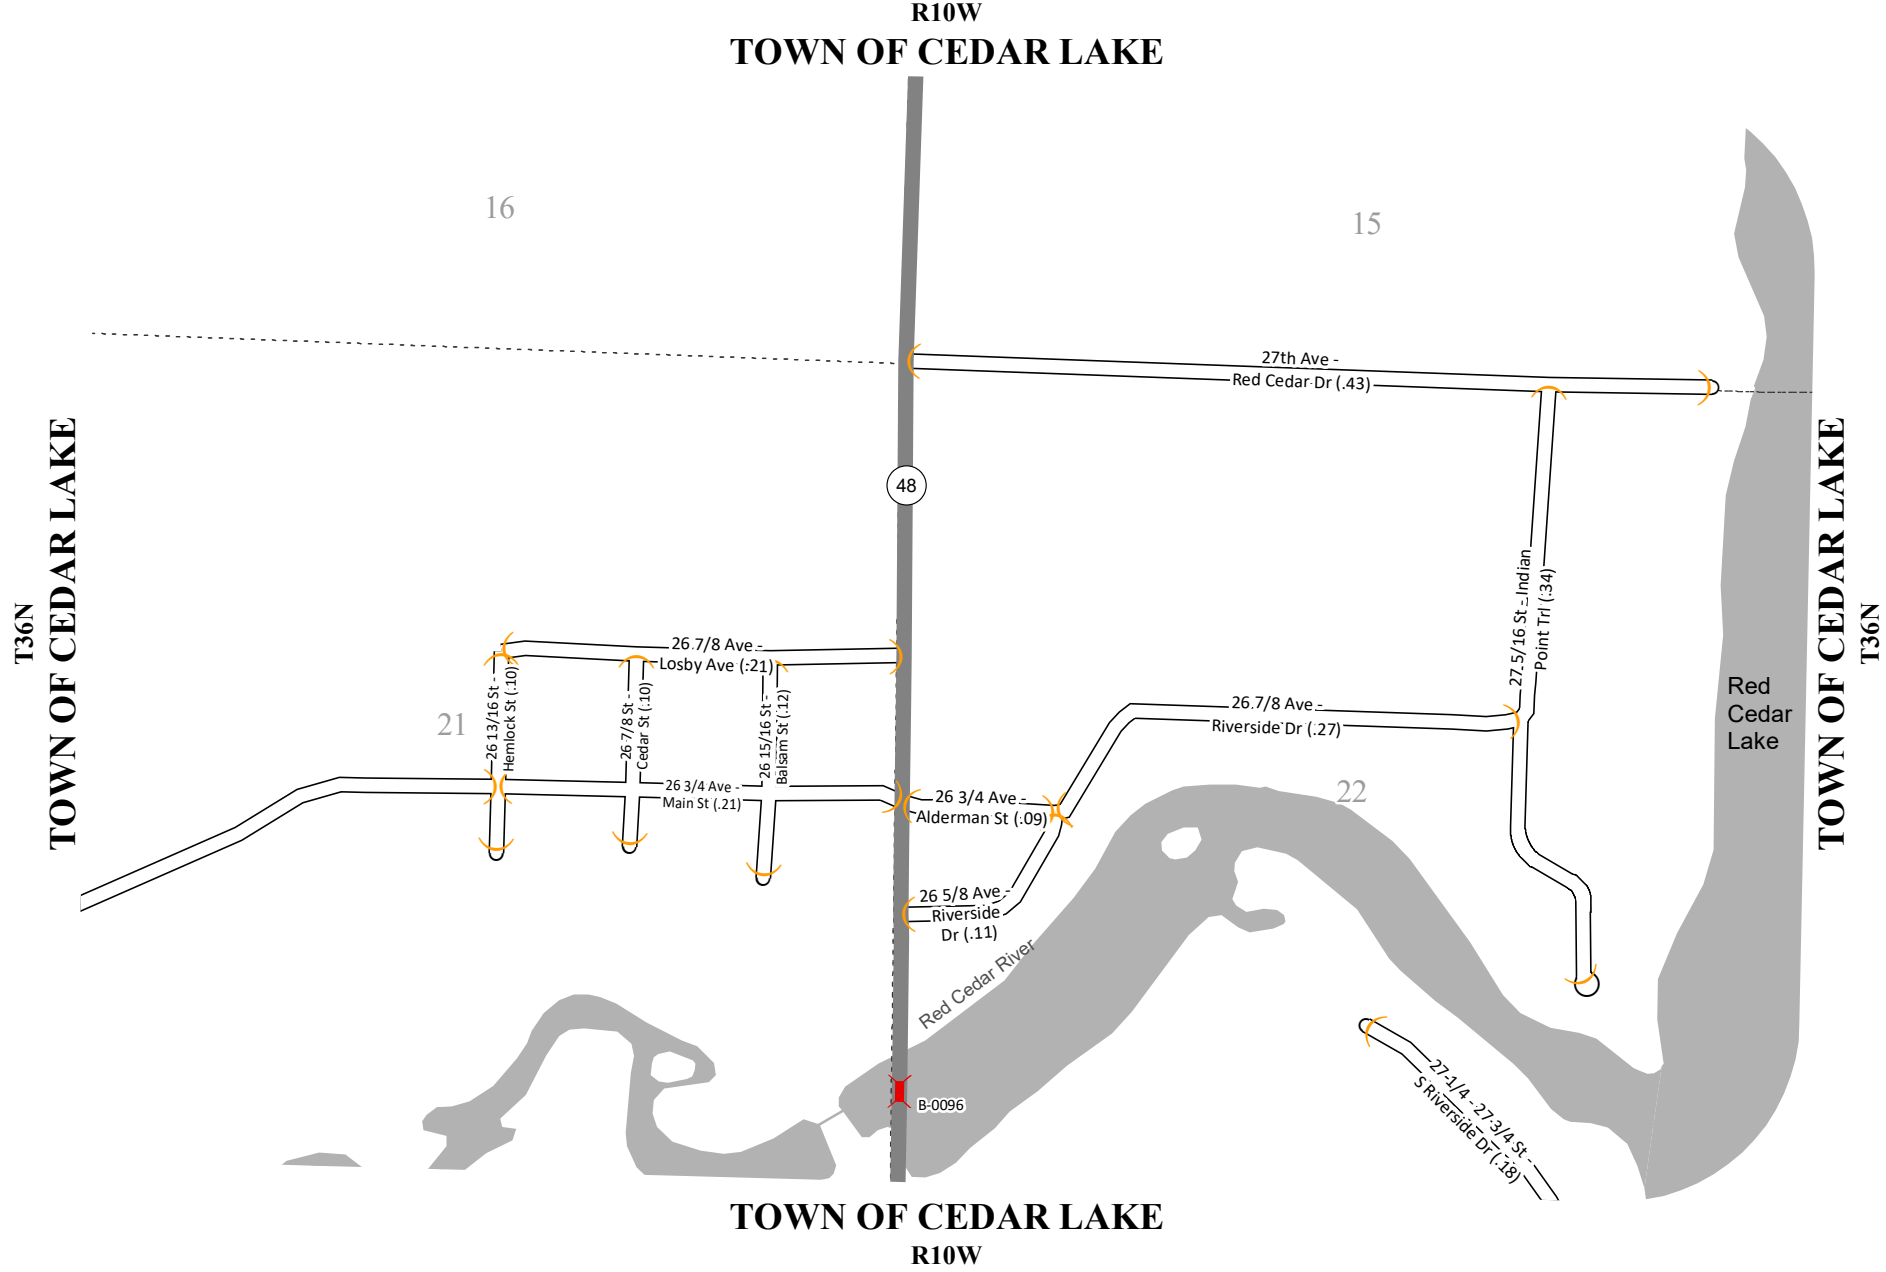 R10W
TOWN OF CEDAR LAKE
16
15
27th Ave -
Red Cedar Dr (.43)
48
T36N
TOWN OF CEDAR LAKE
TOWN OF CEDAR LAKE
T36N
27 5/16 St - Indian
Point Trl (.34)
26 7/8 Ave -
Losby Ave (.21)
21
26 13/16 St -
Hemlock St (.10)
26 7/8 St -
Cedar St (.10)
26 15/16 St -
Balsam St (.12)
26 7/8 Ave -
Riverside Dr (.27)
Red
Cedar
Lake
26 3/4 Ave -
Main St (.21)
26 3/4 Ave -
Alderman St (.09)
22
26 5/8 Ave -
Riverside
Dr (.11)
Red Cedar River
B-0096
27-1/4 - 27-3/4 St -
S Riverside Dr (.18)
TOWN OF CEDAR LAKE
R10W